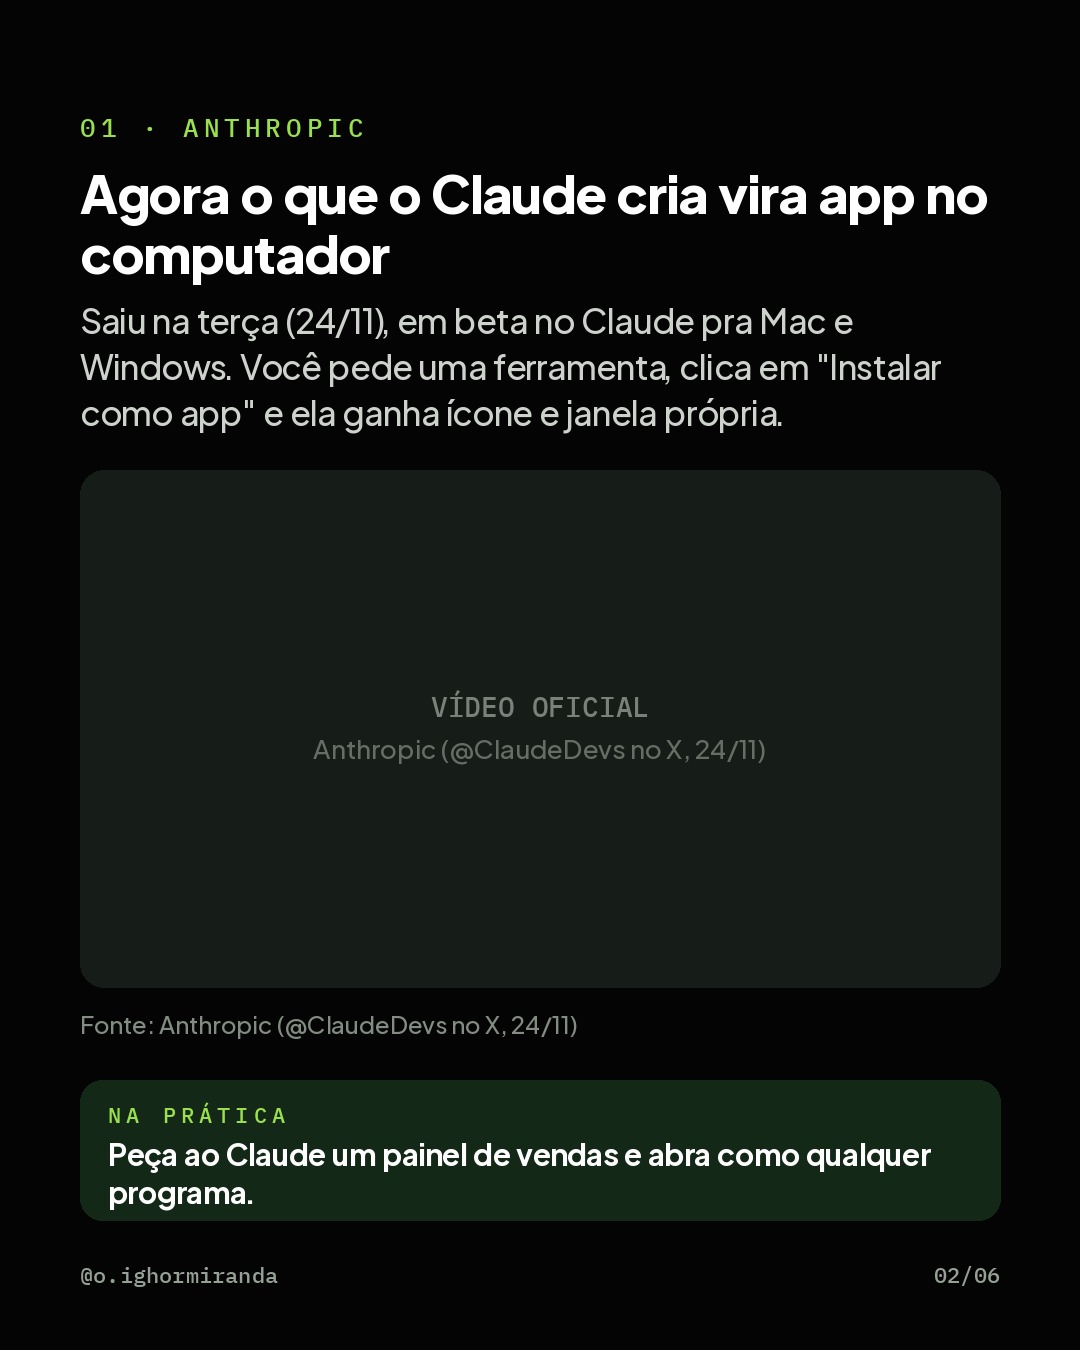 01 · ANTHROPIC
Agora o que o Claude cria vira app no
computador
Saiu na terça (24/11), em beta no Claude pra Mac e
Windows. Você pede uma ferramenta, clica em "Instalar
como app" e ela ganha ícone e janela própria.
VÍDEO OFICIAL
Anthropic (@ClaudeDevs no X, 24/11)
Fonte: Anthropic (@ClaudeDevs no X, 24/11)
NA PRÁTICA
Peça ao Claude um painel de vendas e abra como qualquer
programa.
@o.ighormiranda
02/06